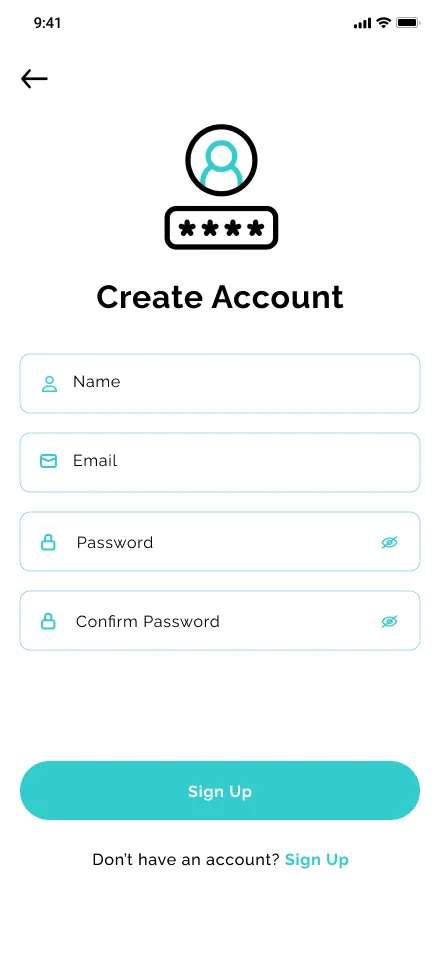 9:41
****
Create Account
Name
Email
Password
Confirm Password
Sign Up
Don't have an account? Sign Up